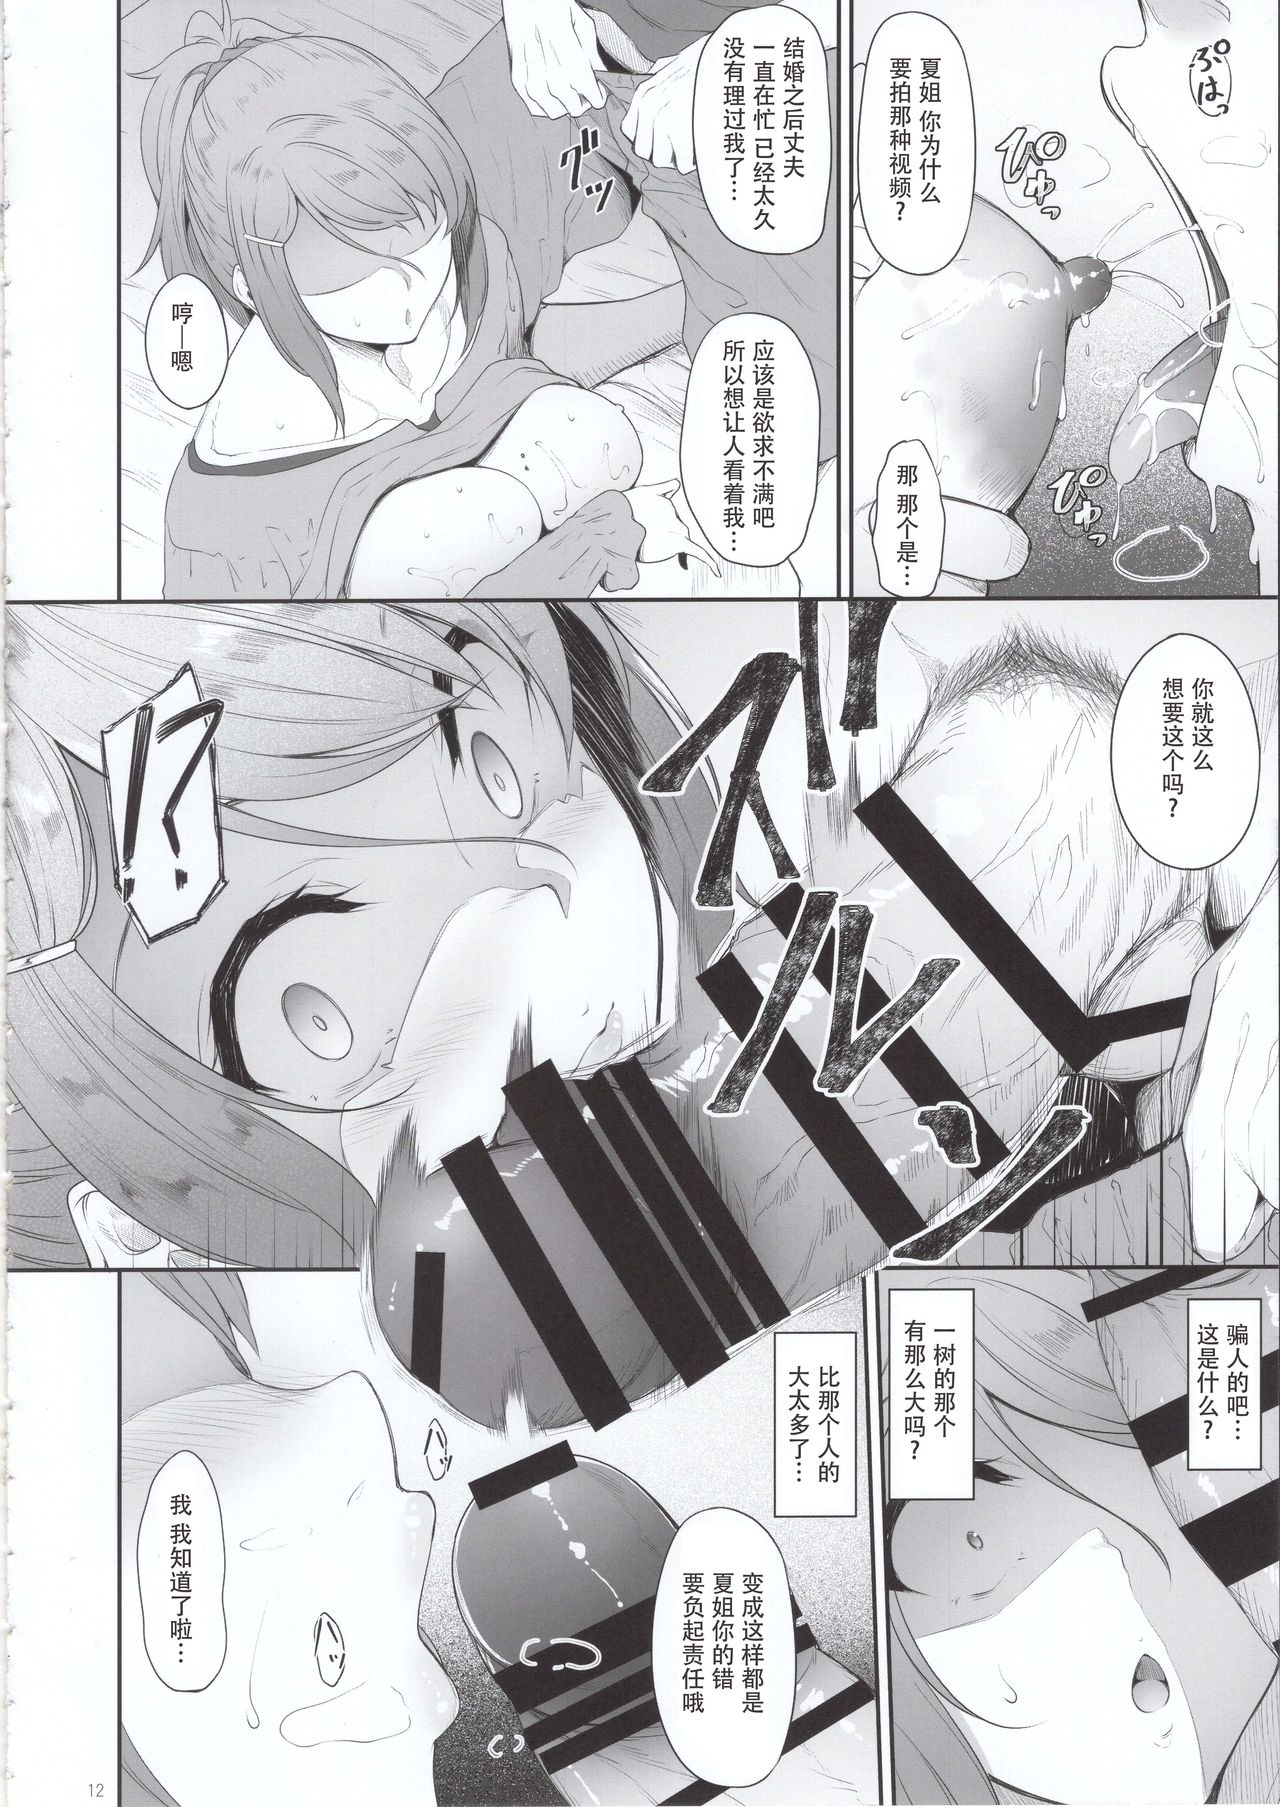 ぷはっ
夏姐 你为什么
要拍那种视频?
ぴゅっ
ぴゅっ
那 那个是…
结婚之后丈夫
一直在忙 已经太久
没有理过我了…
グッ
应该是欲求不满吧
所以想让人看着我…
哼—嗯
你就这么
想要这个吗?
ズルン
!?
骗人的吧…
这是什么?
一树的那个
有那么大吗?
比那个人的
大太多了…
变成这样都是
夏姐你的错
要负起责任哦
ハッ
ハッ
我 我知道了啦…
12